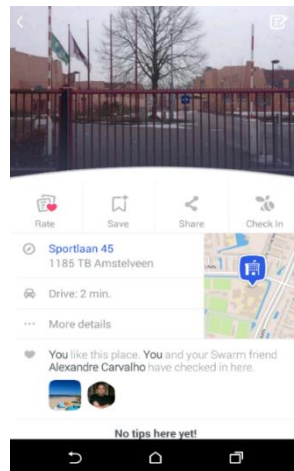 Rate
Save
Share
Check In
Sportlaan 45
1185 TB Amstelveen
Drive: 2 min.
More details
You like this place. You and your Swarm friend
Alexandre Carvalho have checked in here.
No tips here yet!